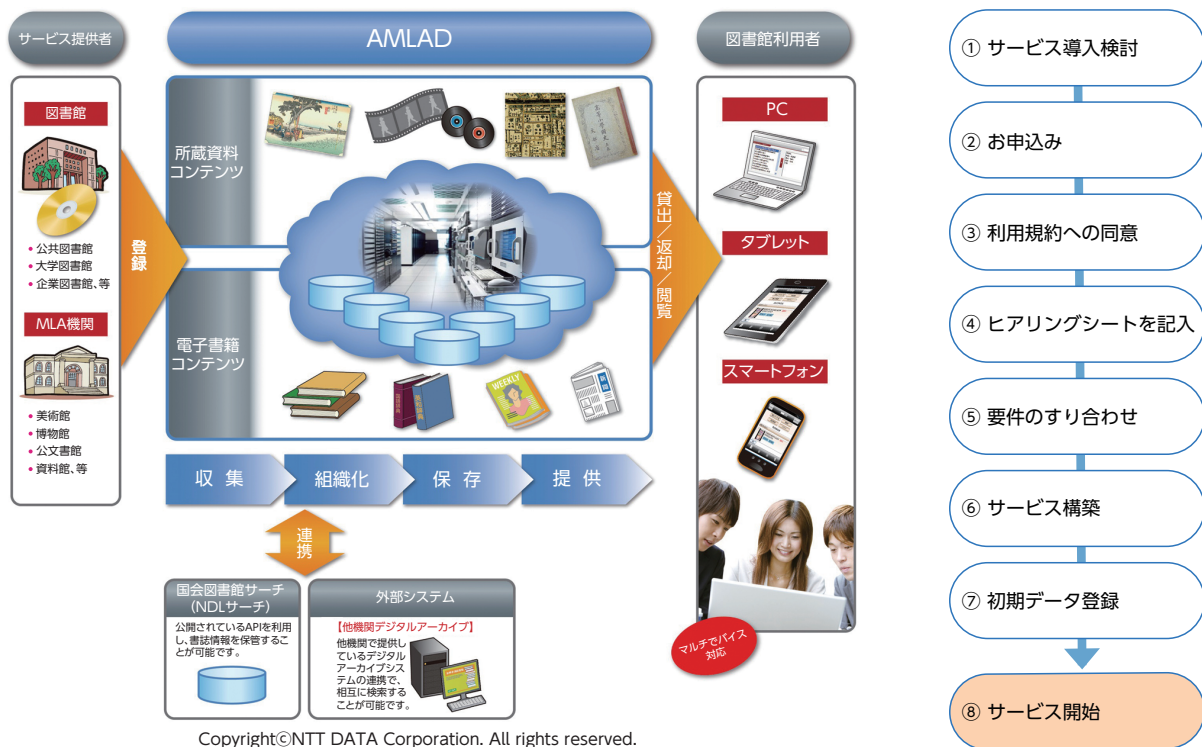 サービス提供者
図書館
• 公共図書館
• 大学図書館
• 企業図書館、等
MLA機関
• 美術館
• 博物館
• 公文書館
• 資料館、等
登録
AMLAD
所蔵資料
コンテンツ
電子書籍
コンテンツ
WEEKLY
収集
組織化
保存
提供
連携
国会図書館サーチ
(NDLサーチ)
公開されているAPIを利用
し、書誌情報を保管するこ
とが可能です。
外部システム
【他機関デジタルアーカイブ】
他機関で提供し
ているデジタル
アーカイブシス
テムの連携で、
相互に検索する
ことが可能です。
貸出／返却／閲覧
図書館利用者
PC
タブレット
スマートフォン
マルチでバイス
対応
① サービス導入検討
② お申込み
③ 利用規約への同意
④ ヒアリングシートを記入
⑤ 要件のすり合わせ
⑥ サービス構築
⑦ 初期データ登録
⑧ サービス開始
Copyright©NTT DATA Corporation. All rights reserved.